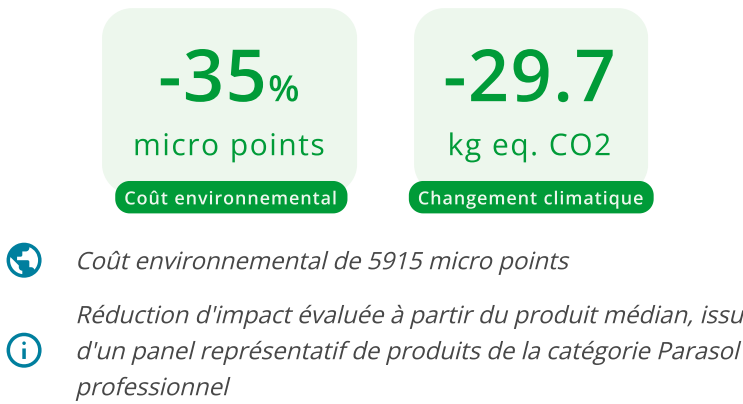 -35%
micro points
Coût environnemental
-29.7
kg eq. CO2
Changement climatique
Coût environnemental de 5915 micro points
Réduction d'impact évaluée à partir du produit médian, issu
d'un panel représentatif de produits de la catégorie Parasol
professionnel